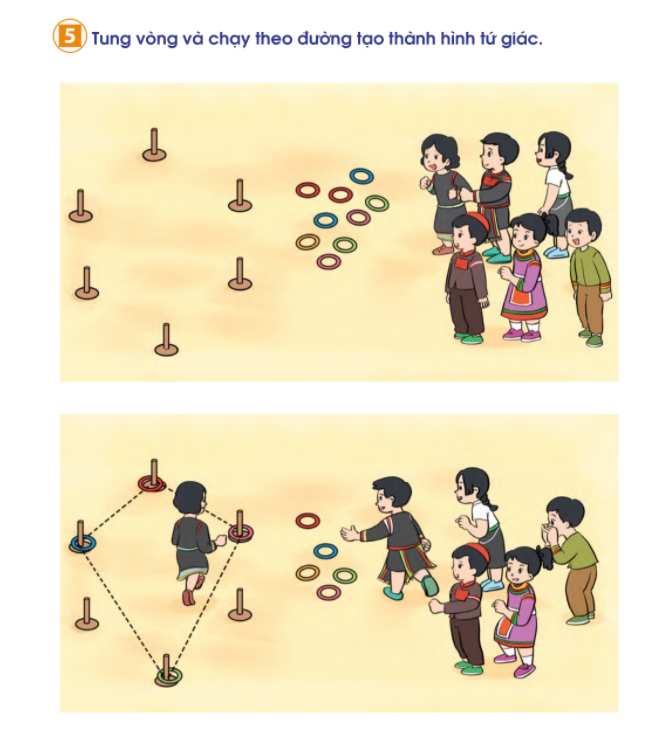 5 Tung vòng và chạy theo đường tạo thành hình tứ giác.